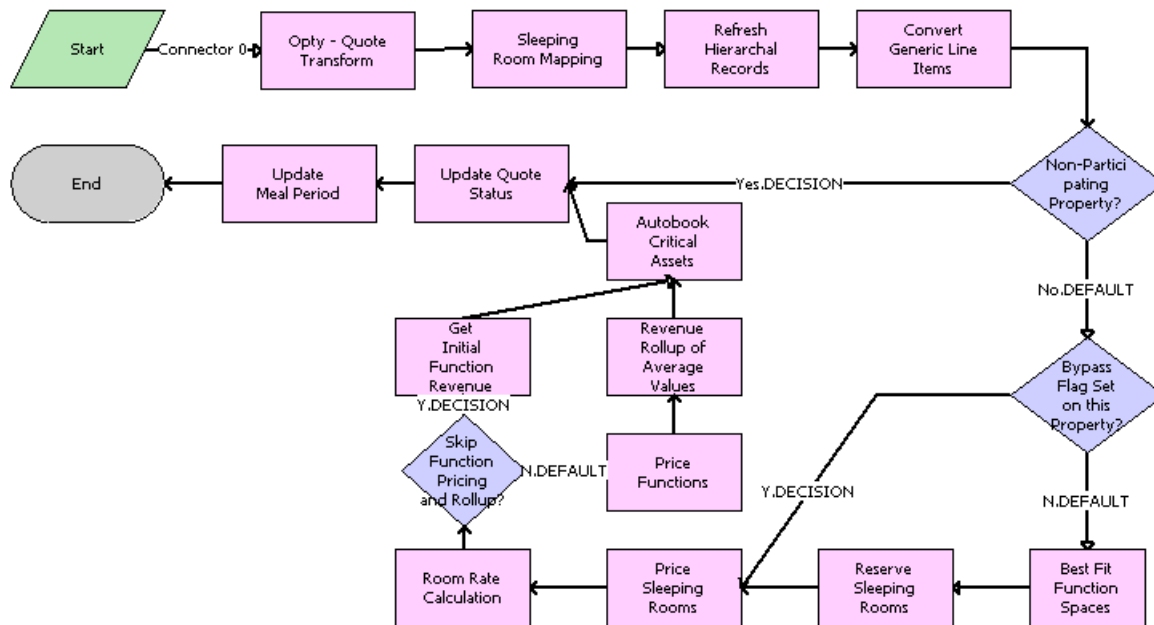 Start
Connector 0
Opty - Quote
Transform
Sleeping
Room Mapping
Refresh
Hierarchal
Records
Convert
Generic Line
Items
Non-Partici
pating
Property?
Yes.DECISION
Update Quote
Status
Update
Meal Period
End
Autobook
Critical
Assets
No.DEFAULT
Get
Initial
Function
Revenue
Revenue
Rollup of
Average
Values
Bypass
Flag Set
on this
Property?
Y.DECISION
Skip
Function
Pricing
and Rollup?
N.DEFAULT
Price
Functions
Y.DECISION
N.DEFAULT
Room Rate
Calculation
Price
Sleeping
Rooms
Reserve
Sleeping
Rooms
Best Fit
Function
Spaces